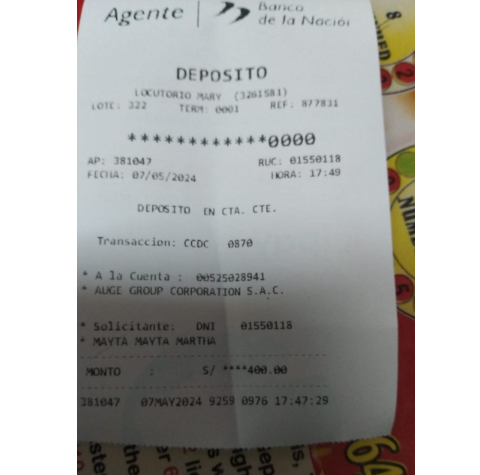 Agente Banco
de la Nación
DEPOSITO
LOCUTORIO MARY (3261581)
LOTE: 322 TERM: 0001 REF: 877831
************0000
AP: 381047 RUC: 01550118
FECHA: 07/05/2024 HORA: 17:49
DEPOSITO EN CTA. CTE.
Transaccion: CCDC 0870
* A la Cuenta : 00525028941
* AUGE GROUP CORPORATION S.A.C.
* Solicitante: DNI 01550118
* MAYTA MAYTA MARTHA
MONTO : S/ ****400.00
381047 07MAY2024 9259 0976 17:47:29